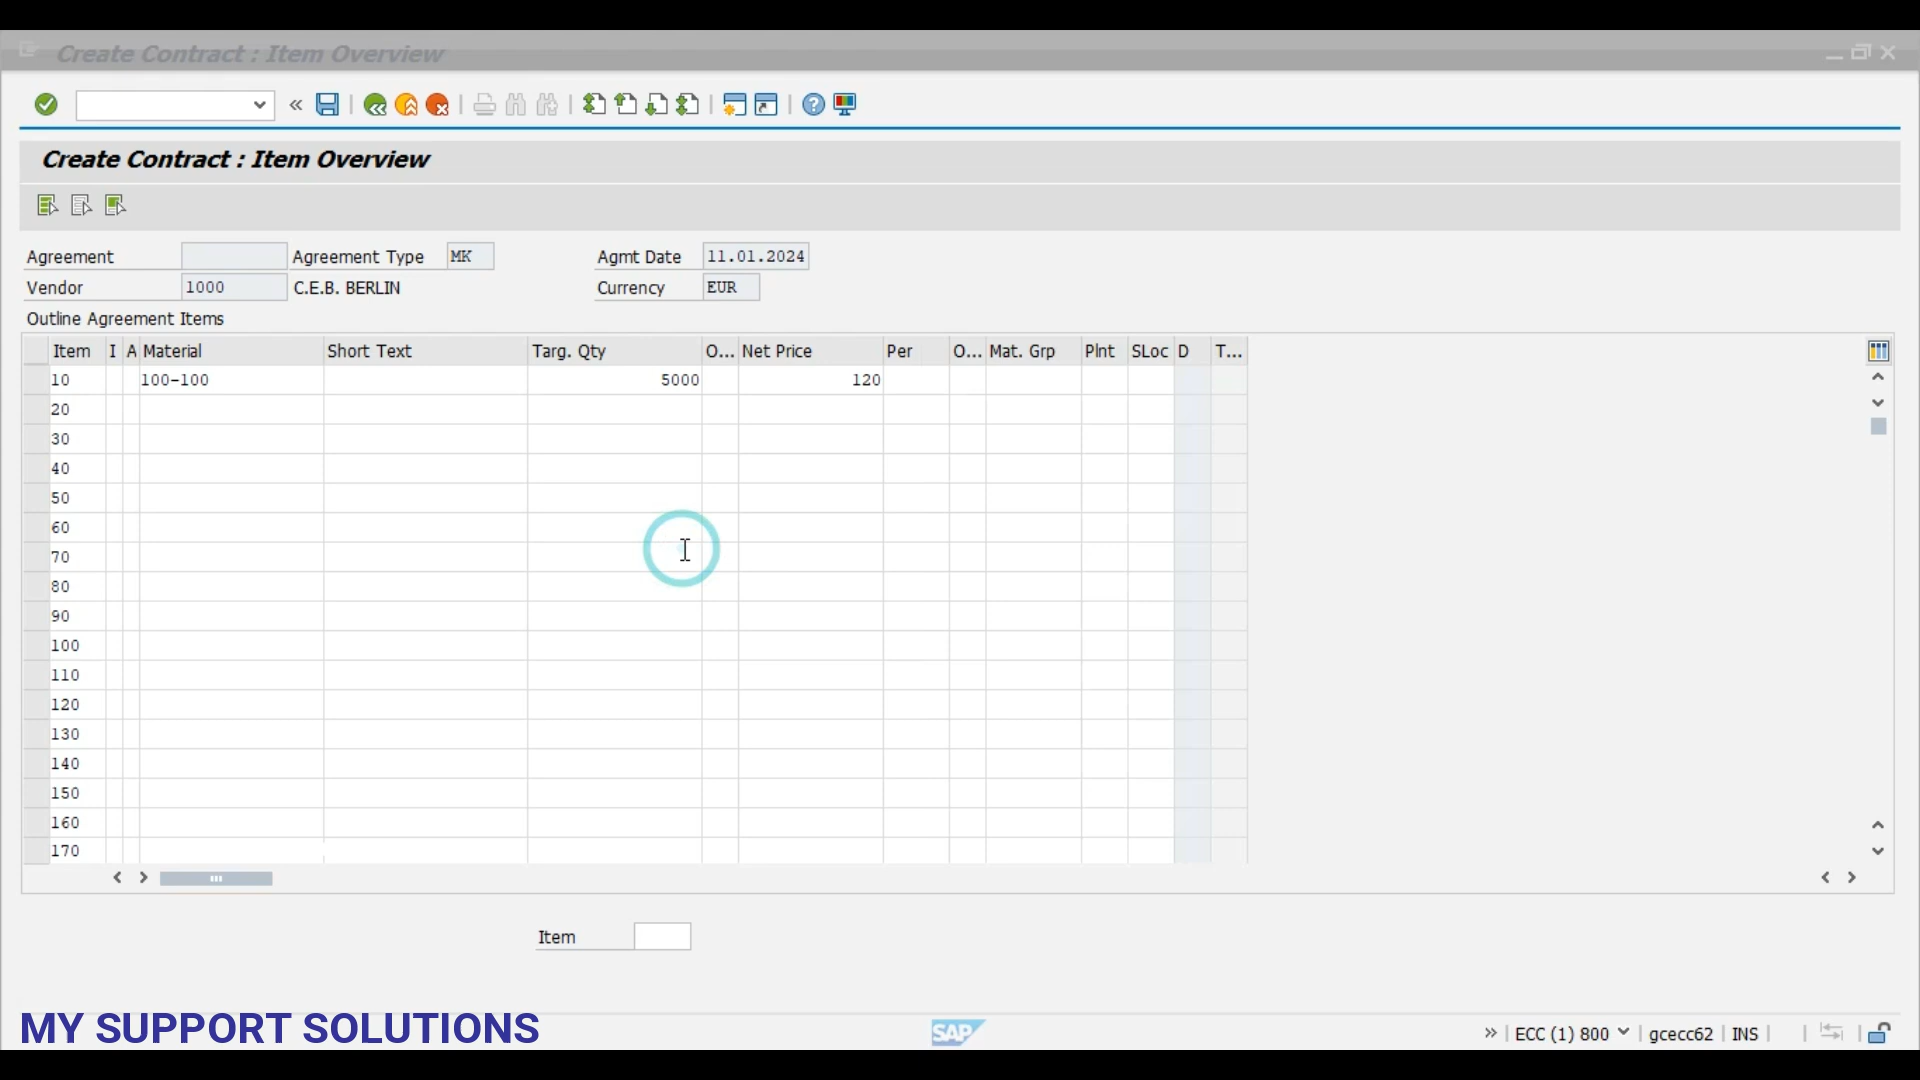 Create Contract : Item Overview
Create Contract : Item Overview
Agreement Agreement Type MK Agmt Date 11.01.2024
Vendor 1000 C.E.B. BERLIN Currency EUR
Outline Agreement Items
Item I A Material Short Text Targ. Qty O... Net Price Per O... Mat. Grp Plnt SLoc D T...
10 100-100 5000 120
20
30
40
50
60
70
80
90
100
110
120
130
140
150
160
170
Item
MY SUPPORT SOLUTIONS
SAP
ECC (1) 800 gcecc62 INS